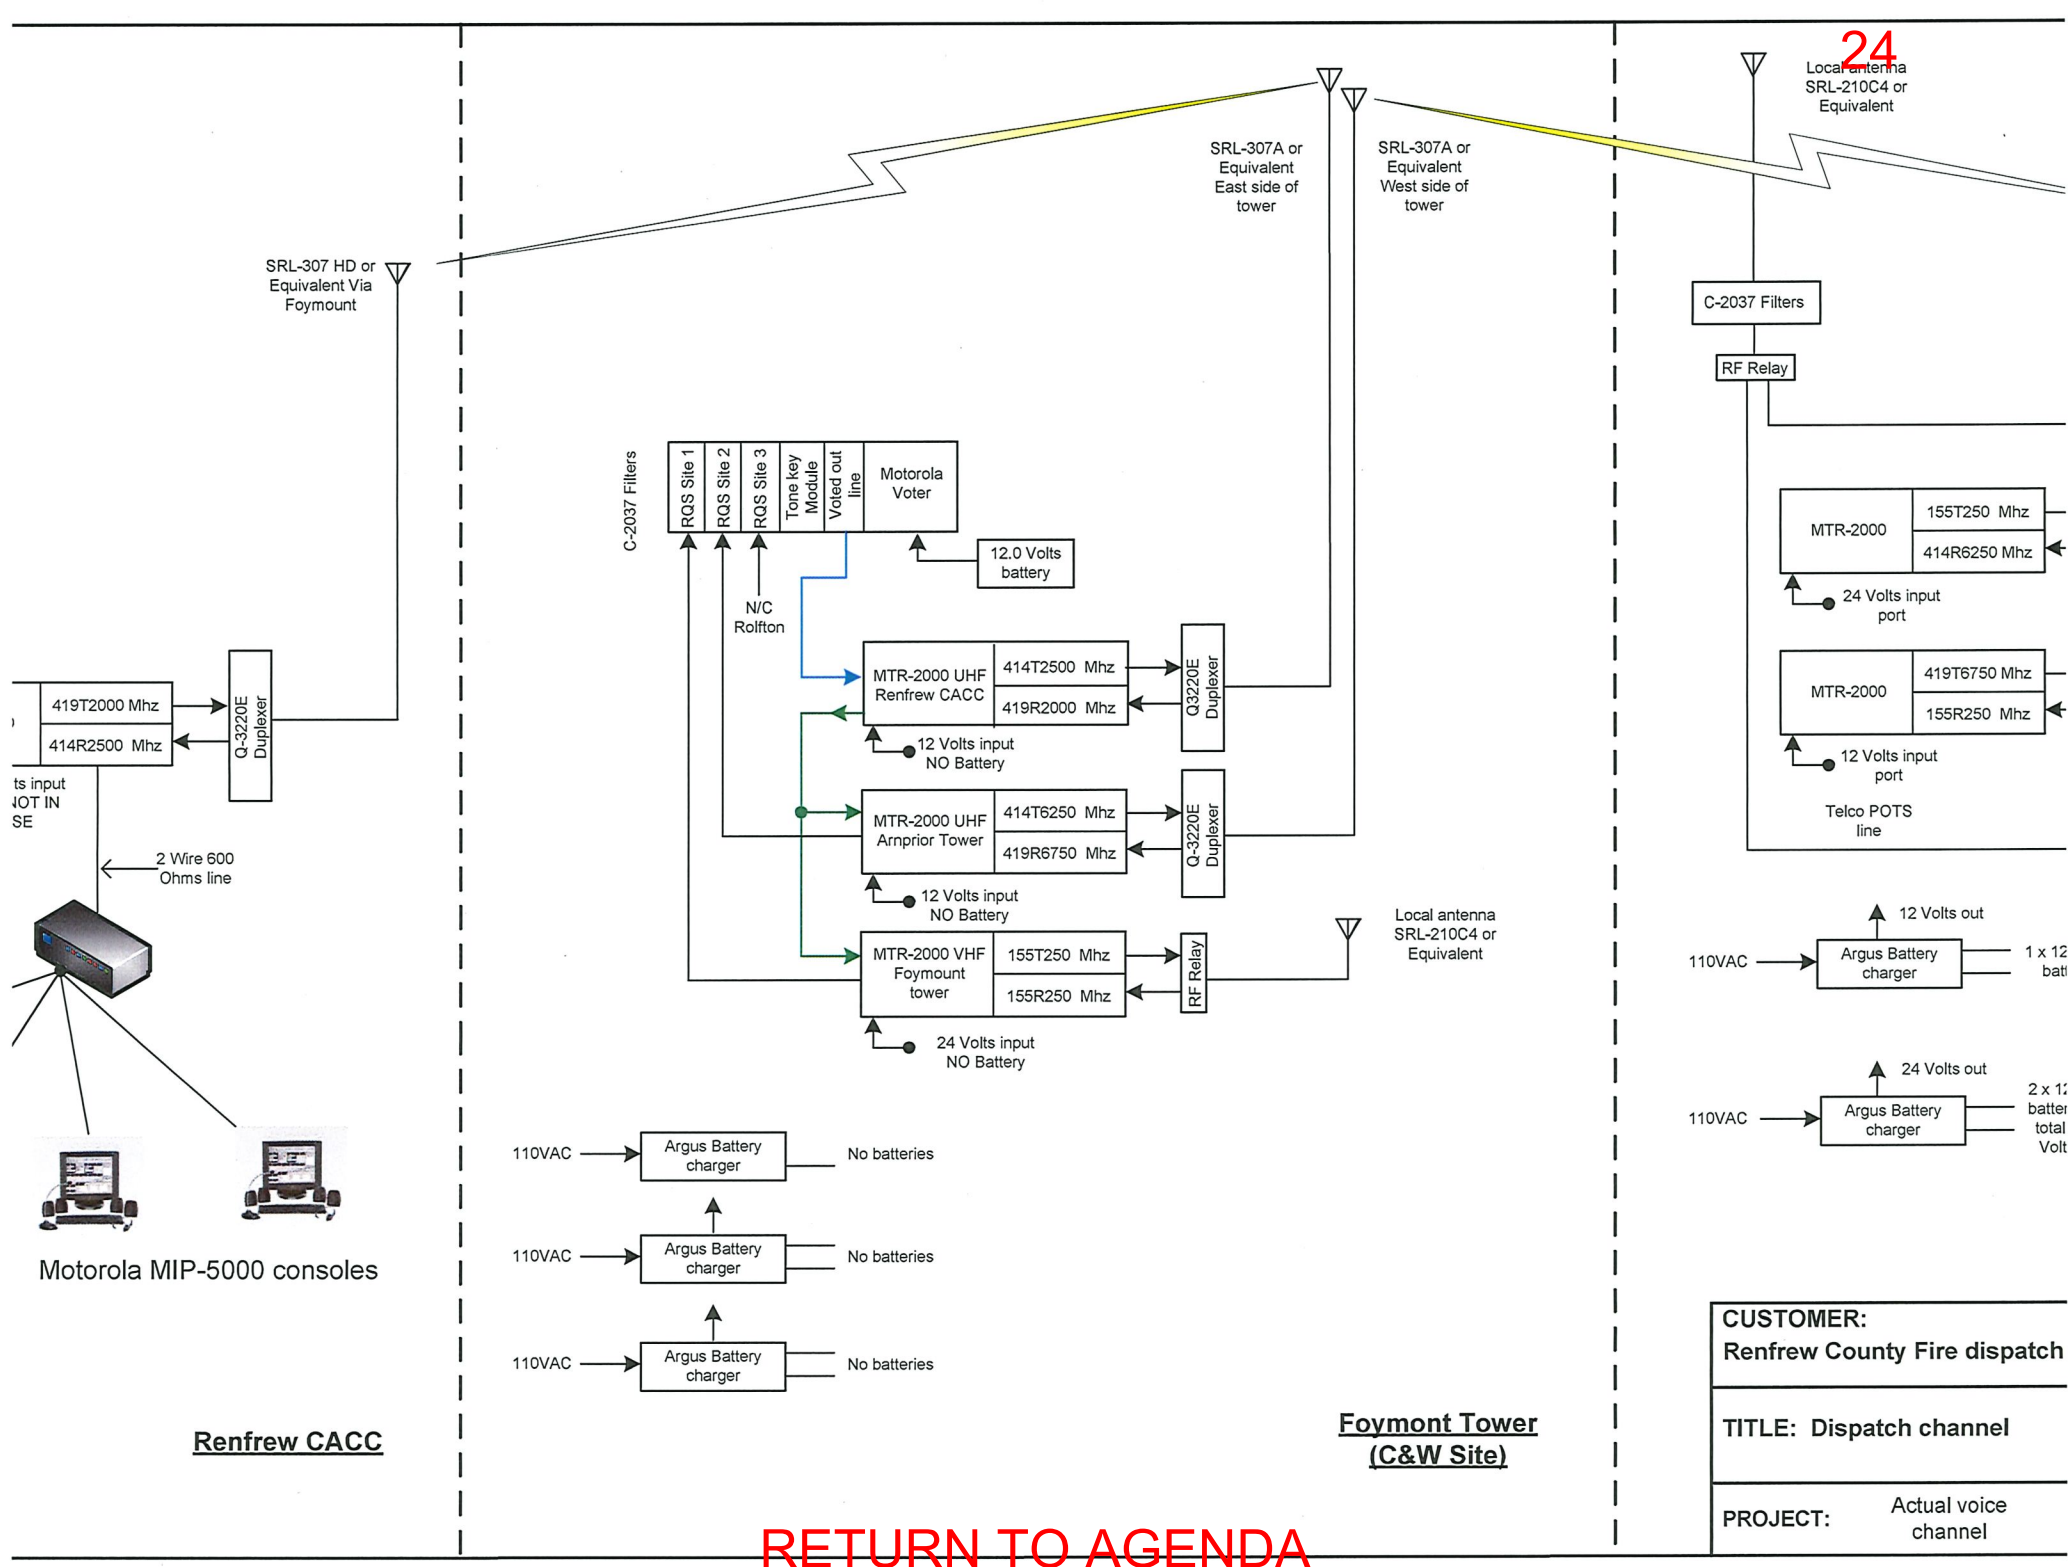 24
Local antenna
SRL-210C4 or
Equivalent
SRL-307A or
Equivalent
East side of
tower
SRL-307A or
Equivalent
West side of
tower
SRL-307 HD or
Equivalent Via
Foymount
C-2037 Filters
RF Relay
C-2037 Filters
RQS Site 1
RQS Site 2
RQS Site 3
Tone key
Module
Voted out
line
Motorola
Voter
12.0 Volts
battery
N/C
Rolfton
MTR-2000
155T250 Mhz
414R6250 Mhz
24 Volts input
port
MTR-2000
419T6750 Mhz
155R250 Mhz
12 Volts input
port
Telco POTS
line
419T2000 Mhz
414R2500 Mhz
Q-3220E
Duplexer
ts input
NOT IN
SE
2 Wire 600
Ohms line
MTR-2000 UHF
Renfrew CACC
414T2500 Mhz
419R2000 Mhz
Q3220E
Duplexer
12 Volts input
NO Battery
MTR-2000 UHF
Arnprior Tower
414T6250 Mhz
419R6750 Mhz
Q-3220E
Duplexer
12 Volts input
NO Battery
MTR-2000 VHF
Foymount
tower
155T250 Mhz
155R250 Mhz
RF Relay
Local antenna
SRL-210C4 or
Equivalent
24 Volts input
NO Battery
12 Volts out
110VAC
Argus Battery
charger
1 x 12
batt
24 Volts out
110VAC
Argus Battery
charger
2 x 12
batter
total
Volt
110VAC
Argus Battery
charger
No batteries
110VAC
Argus Battery
charger
No batteries
110VAC
Argus Battery
charger
No batteries
Motorola MIP-5000 consoles
Renfrew CACC
Foymont Tower
(C&W Site)
CUSTOMER:
Renfrew County Fire dispatch
TITLE: Dispatch channel
PROJECT:
Actual voice
channel
RETURN TO AGENDA